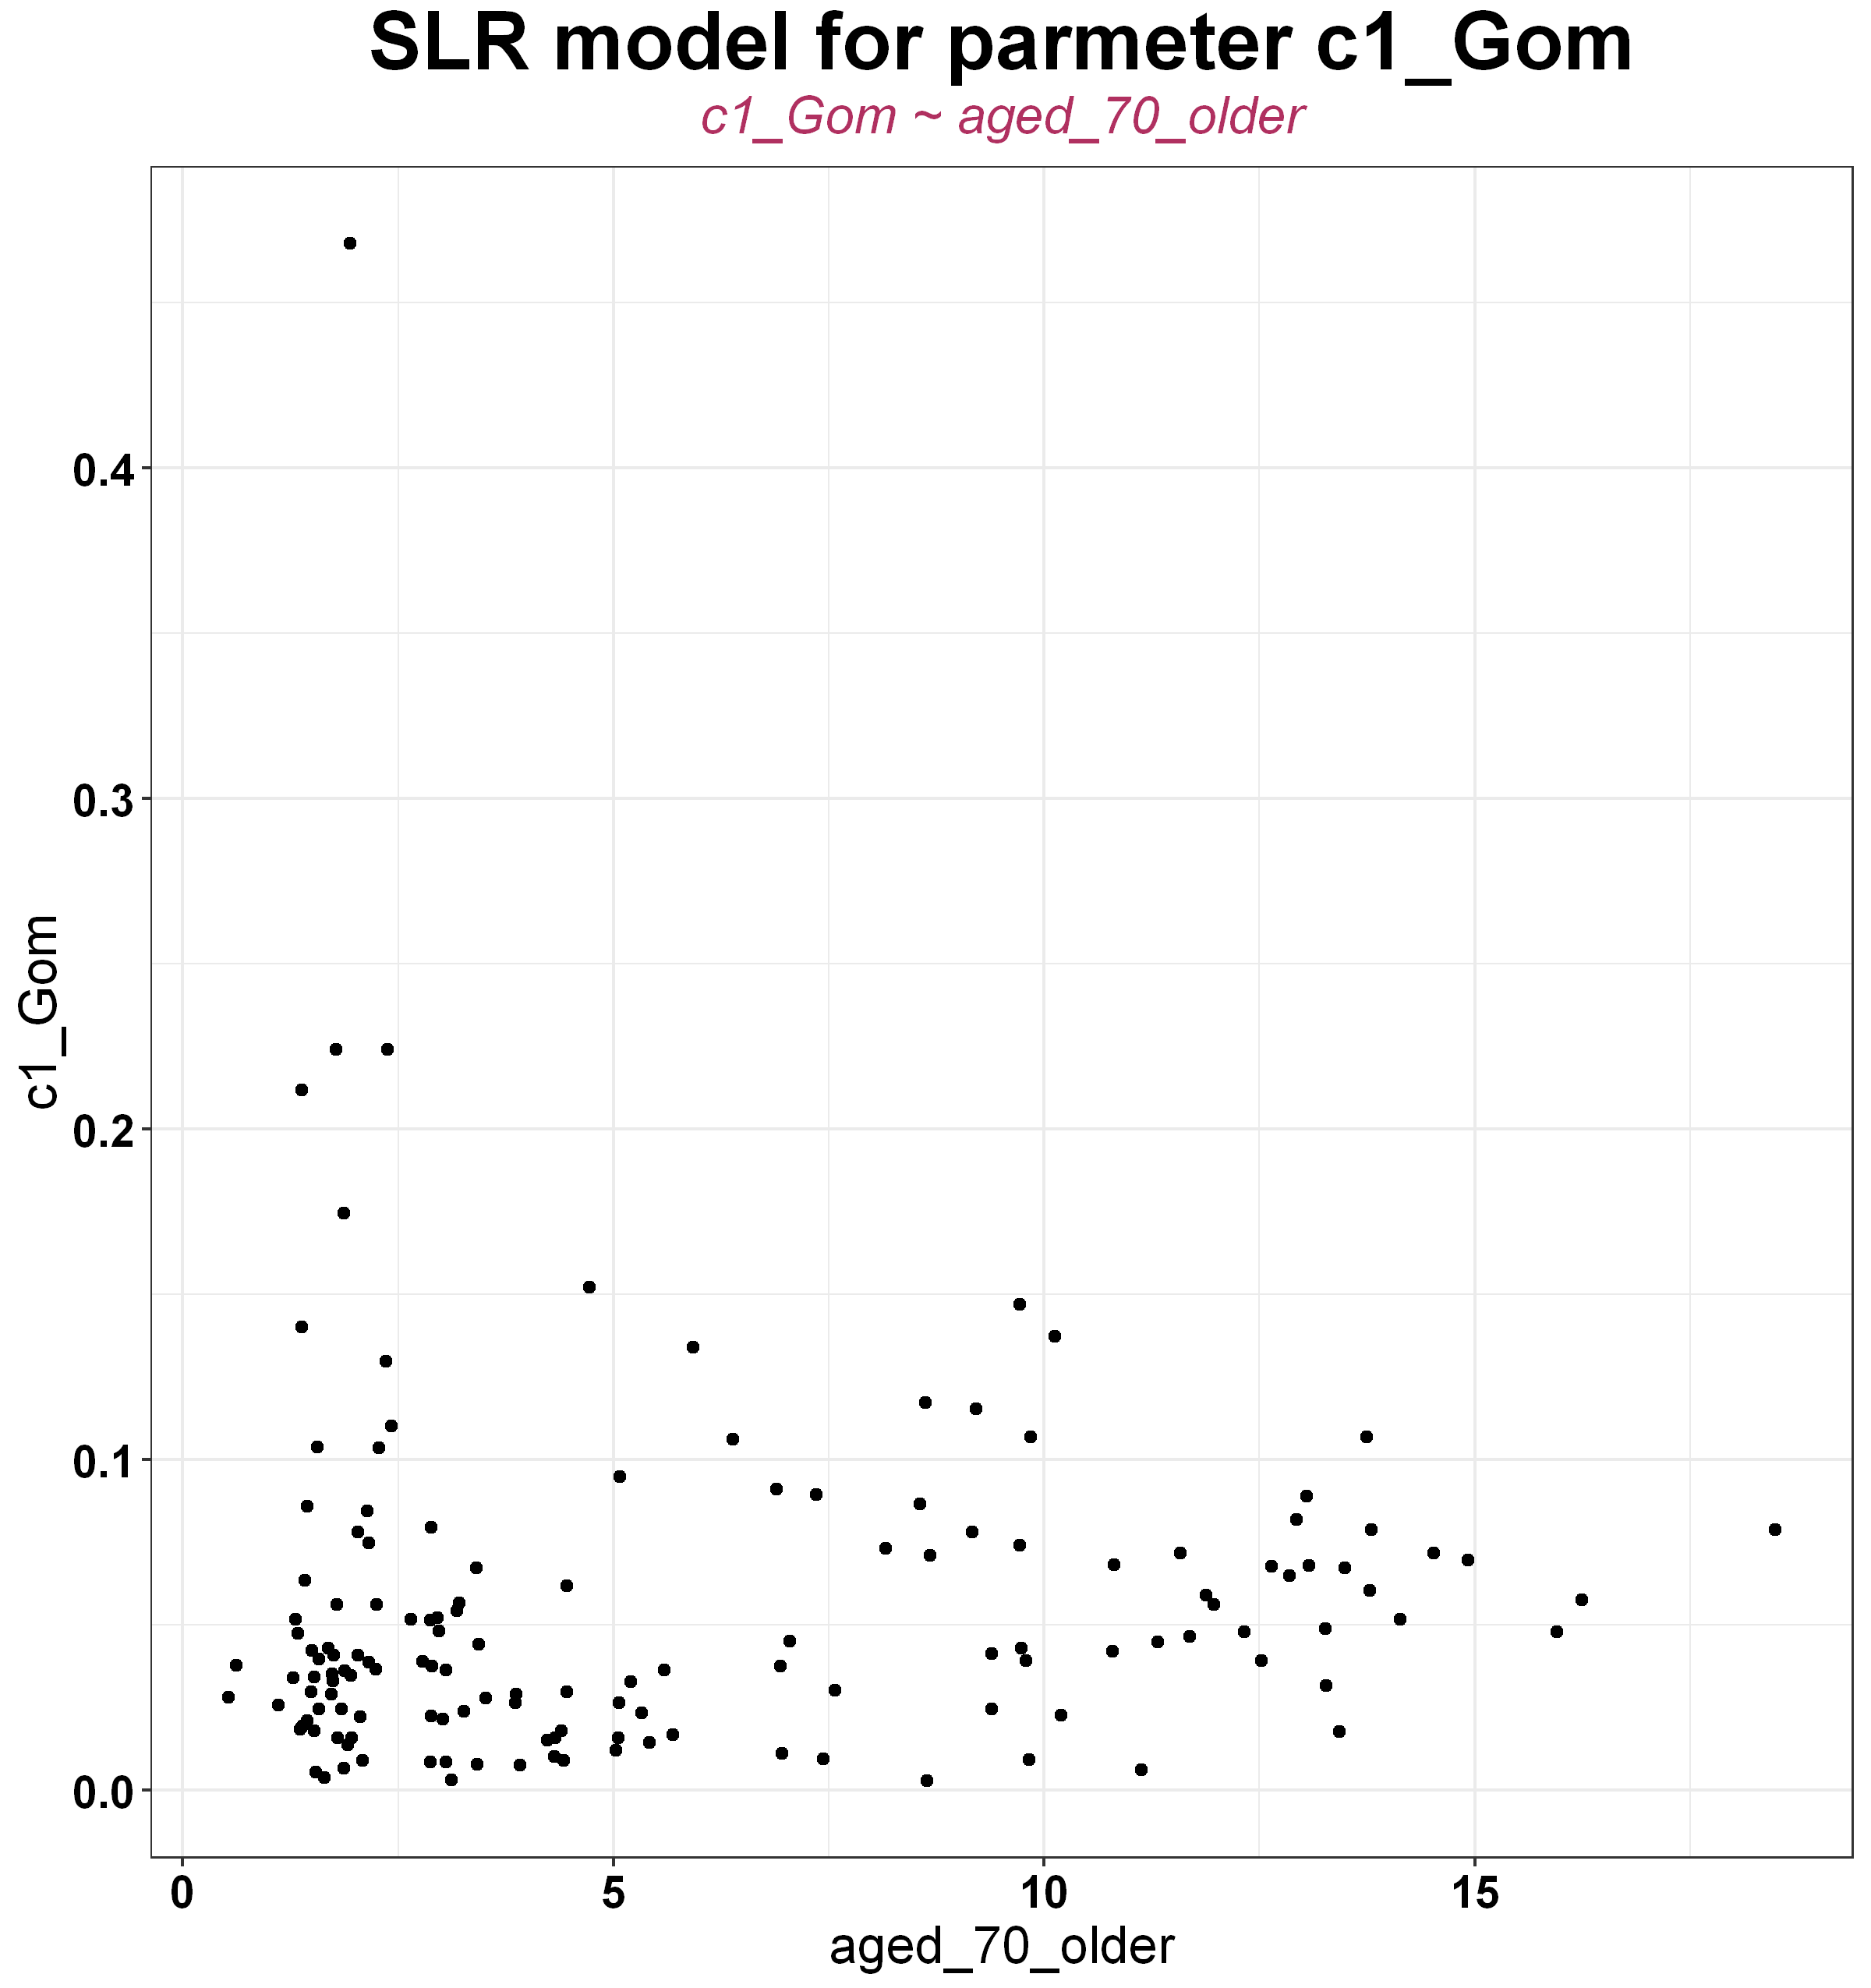 SLR model for parmeter c1_Gom
c1_Gom ~ aged_70_older
c1_Gom
0.4
0.3
0.2
0.1
0.0
0 5 10 15
aged_70_older